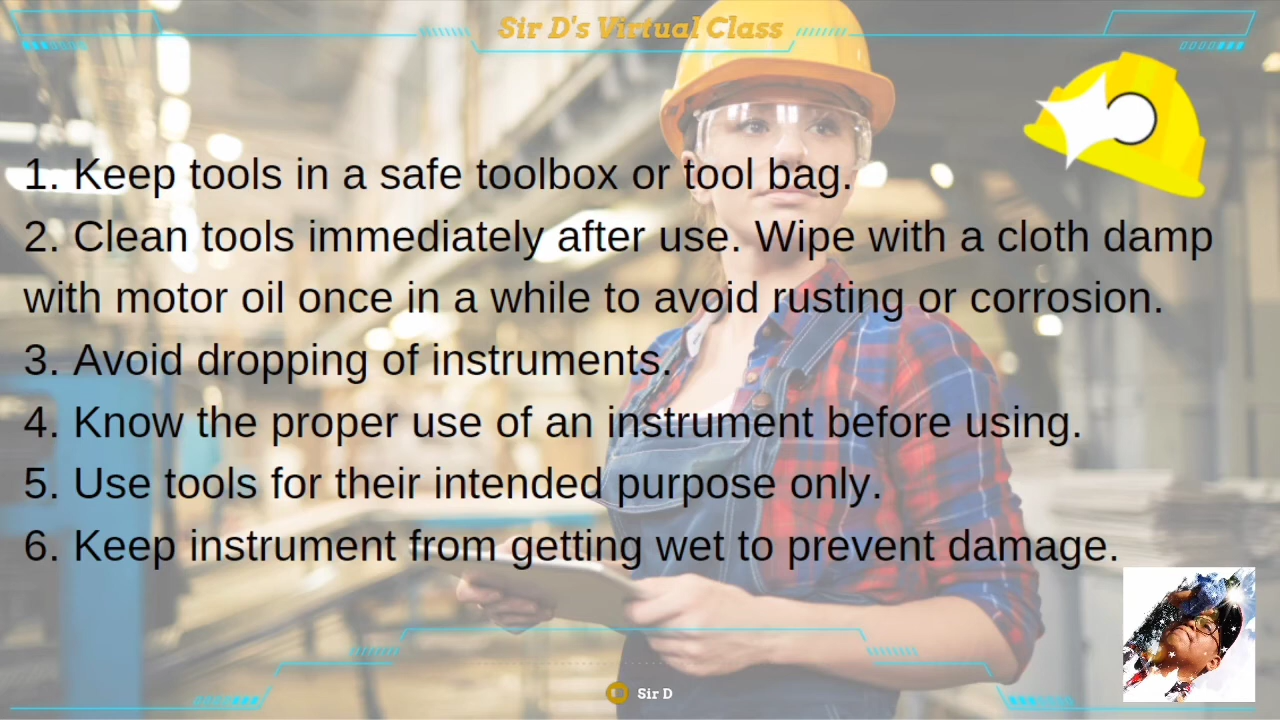 Sir D's Virtual Class
1. Keep tools in a safe toolbox or tool bag.
2. Clean tools immediately after use. Wipe with a cloth damp
with motor oil once in a while to avoid rusting or corrosion.
3. Avoid dropping of instruments.
4. Know the proper use of an instrument before using.
5. Use tools for their intended purpose only.
6. Keep instrument from getting wet to prevent damage.
Sir D